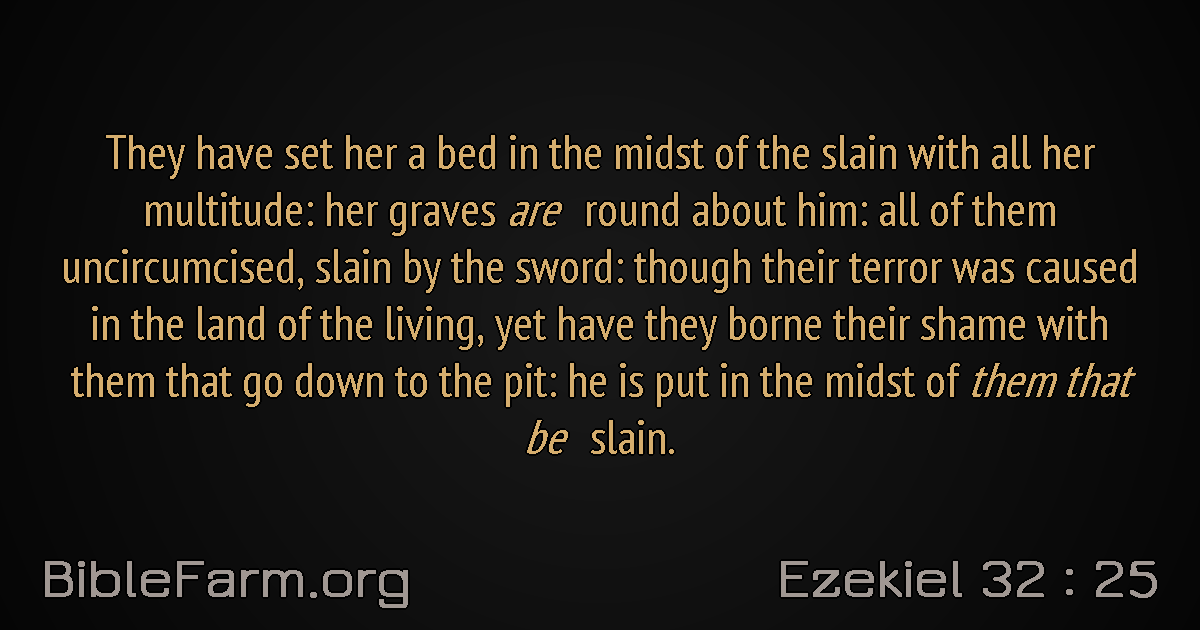 They have set her a bed in the midst of the slain with all her
multitude: her graves are round about him: all of them
uncircumcised, slain by the sword: though their terror was caused
in the land of the living, yet have they borne their shame with
them that go down to the pit: he is put in the midst of them that
be slain.
BibleFarm.org
Ezekiel 32 : 25